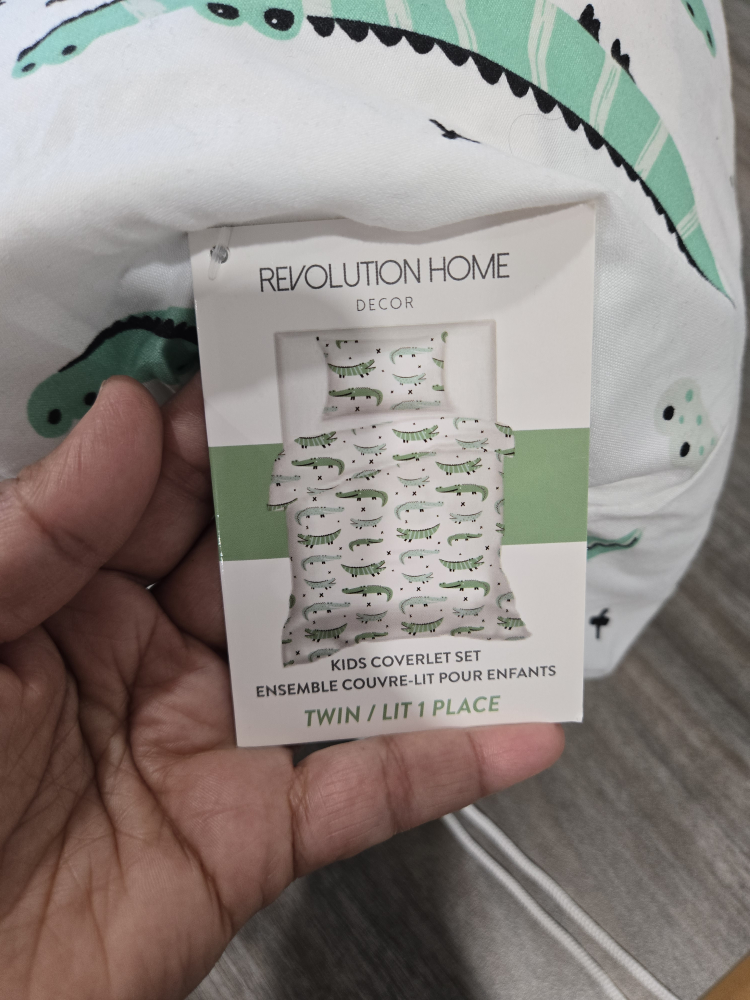 REVOLUTION HOME
DECOR
KIDS COVERLET SET
ENSEMBLE COUVRE-LIT POUR ENFANTS
TWIN / LIT 1 PLACE